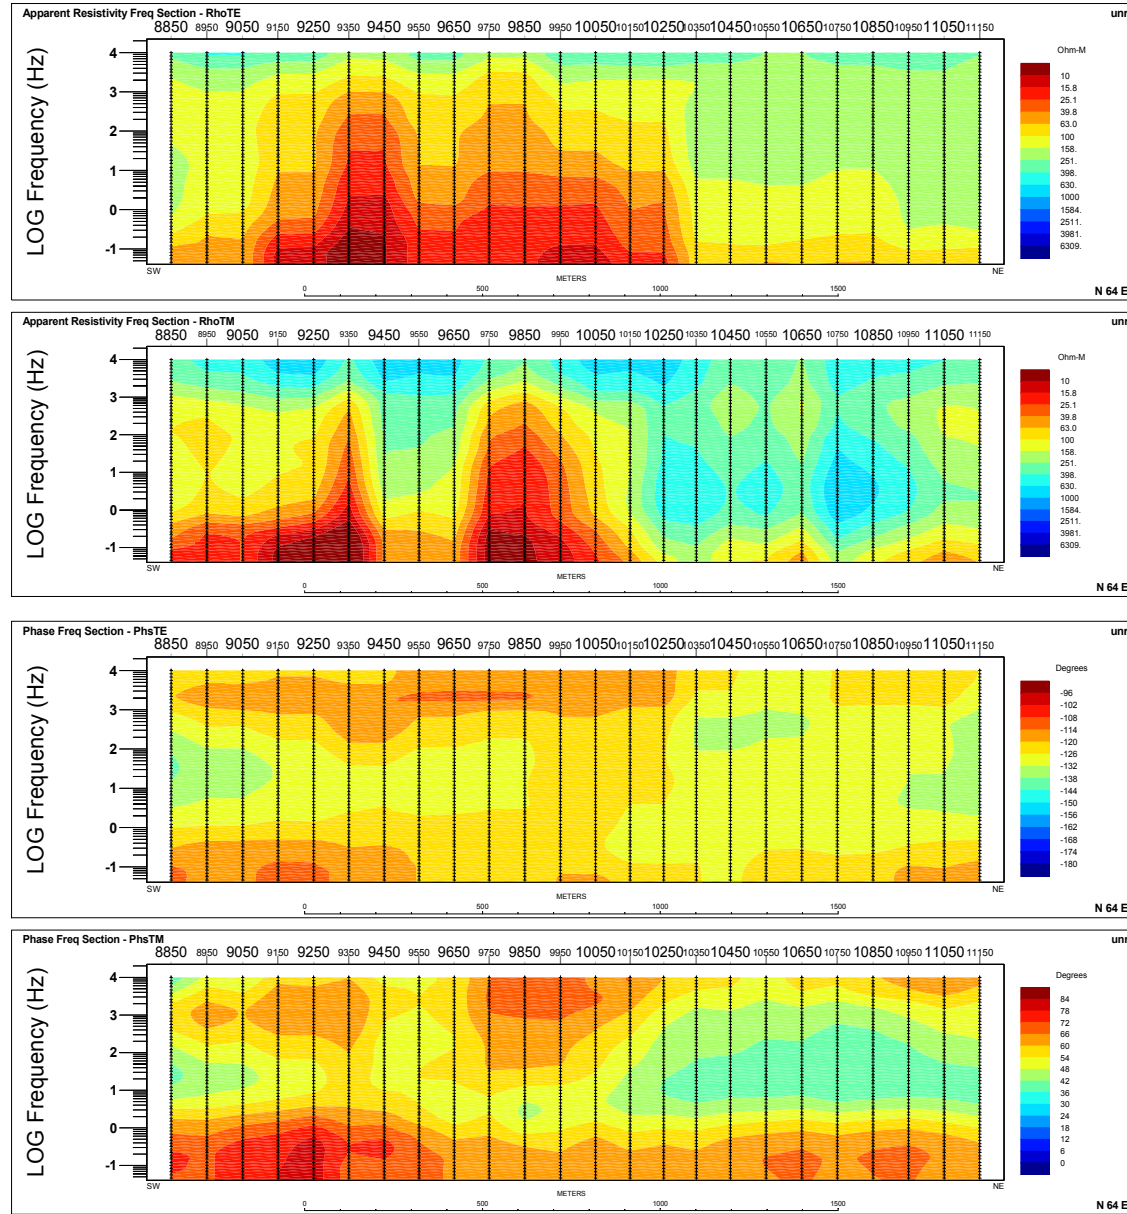 Apparent Resistivity Freq Section - RhoTE unr
8850 8950 9050 9150 9250 9350 9450 9550 9650 9750 9850 9950 10050 10150 10250 10350 10450 10550 10650 10750 10850 10950 11050 11150
LOG Frequency (Hz)
4
3
2
1
0
-1
Ohm-M
10
15.8
25.1
39.8
63.0
100
158.
251.
398.
630.
1000
1584.
2511.
3981.
6309.
SW NE
METERS
0 500 1000 1500
N 64 E
Apparent Resistivity Freq Section - RhoTM unr
8850 8950 9050 9150 9250 9350 9450 9550 9650 9750 9850 9950 10050 10150 10250 10350 10450 10550 10650 10750 10850 10950 11050 11150
LOG Frequency (Hz)
4
3
2
1
0
-1
Ohm-M
10
15.8
25.1
39.8
63.0
100
158.
251.
398.
630.
1000
1584.
2511.
3981.
6309.
SW NE
METERS
0 500 1000 1500
N 64 E
Phase Freq Section - PhsTE unr
8850 8950 9050 9150 9250 9350 9450 9550 9650 9750 9850 9950 10050 10150 10250 10350 10450 10550 10650 10750 10850 10950 11050 11150
LOG Frequency (Hz)
4
3
2
1
0
-1
Degrees
-96
-102
-108
-114
-120
-126
-132
-138
-144
-150
-156
-162
-168
-174
-180
SW NE
METERS
0 500 1000 1500
N 64 E
Phase Freq Section - PhsTM unr
8850 8950 9050 9150 9250 9350 9450 9550 9650 9750 9850 9950 10050 10150 10250 10350 10450 10550 10650 10750 10850 10950 11050 11150
LOG Frequency (Hz)
4
3
2
1
0
-1
Degrees
84
78
72
66
60
54
48
42
36
30
24
18
12
6
0
SW NE
METERS
0 500 1000 1500
N 64 E